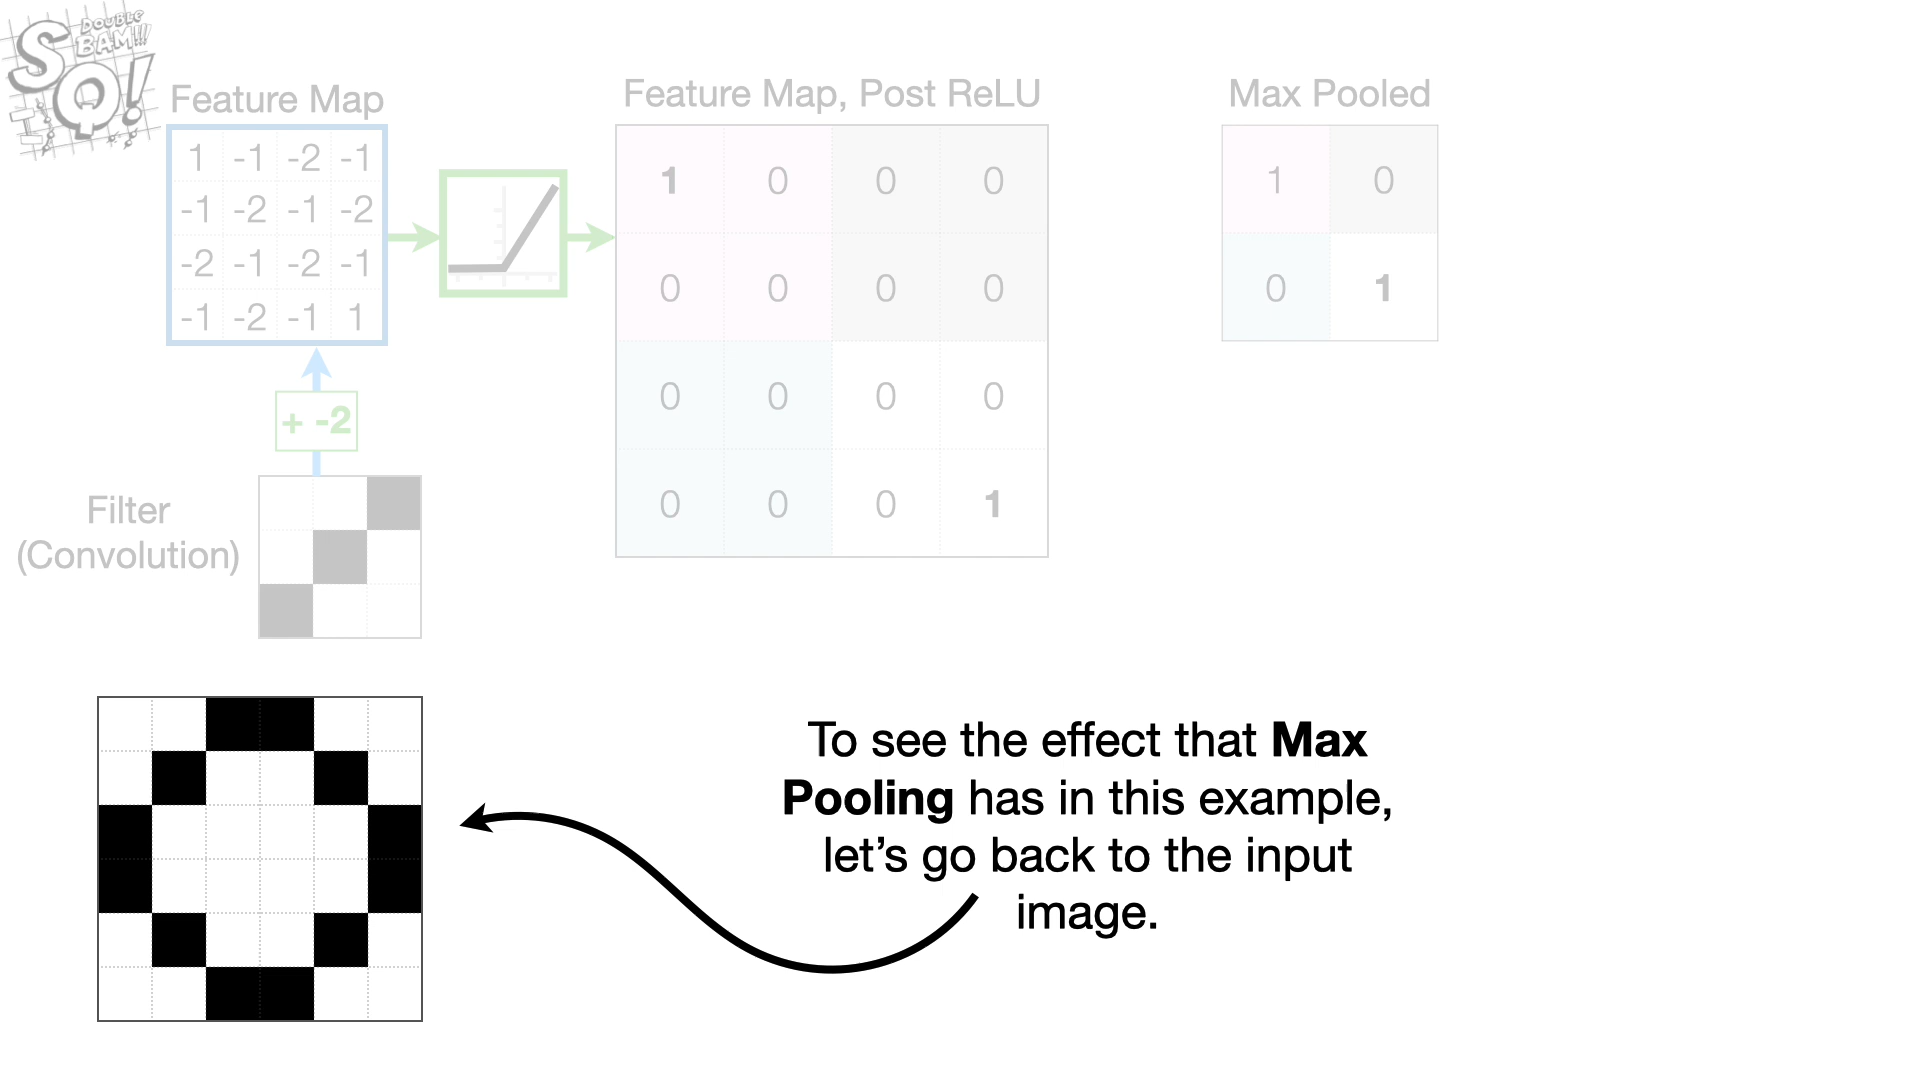 DOUBLE
BAM!!!
SQ!
Feature Map
Feature Map, Post ReLU
Max Pooled
1 -1 -2 -1
-1 -2 -1 -2
-2 -1 -2 -1
-1 -2 -1 1
1 0 0 0
0 0 0 0
0 0 0 0
0 0 0 1
1 0
0 1
+ -2
Filter
(Convolution)
To see the effect that Max
Pooling has in this example,
let’s go back to the input
image.